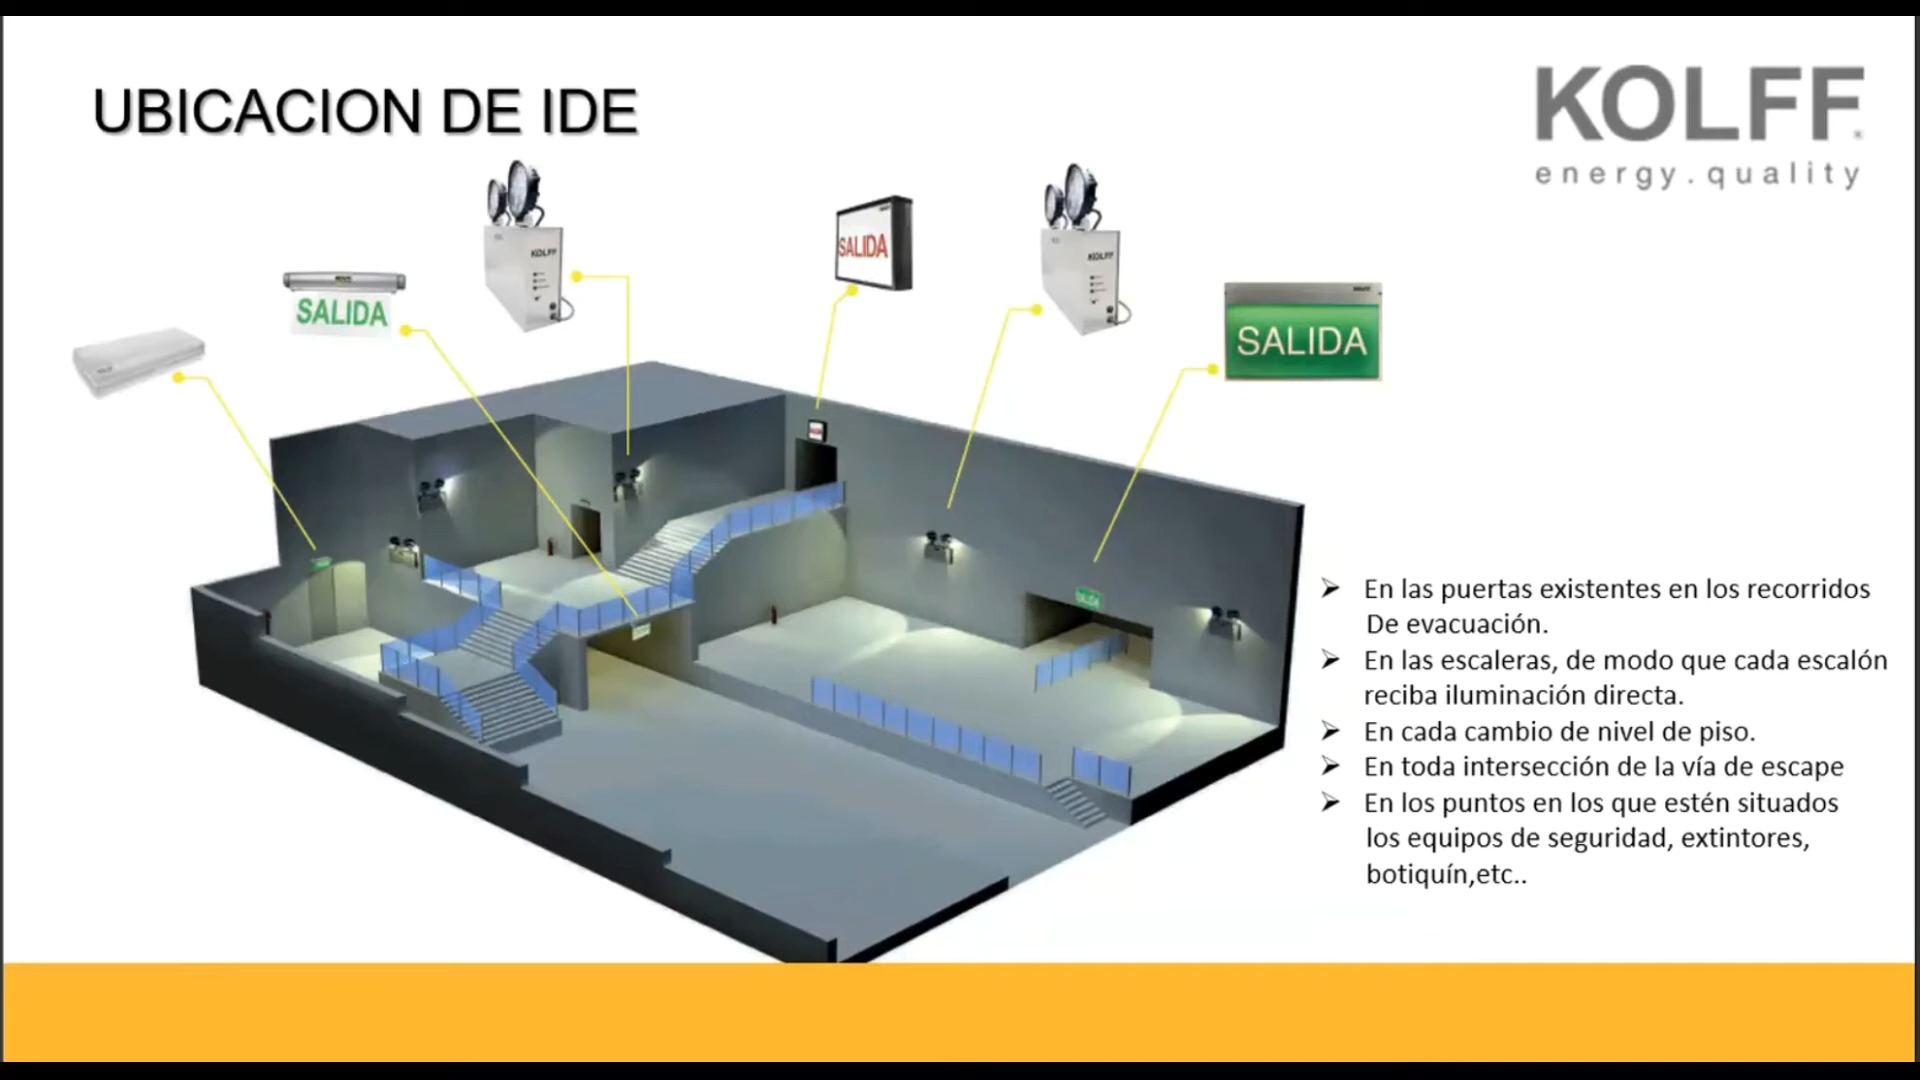 UBICACION DE IDE
KOLFF
energy.quality
KOLFF
SALIDA
KOLFF
SALIDA
KOLFF
SALIDA
➢ En las puertas existentes en los recorridos
De evacuación.
➢ En las escaleras, de modo que cada escalón
reciba iluminación directa.
➢ En cada cambio de nivel de piso.
➢ En toda intersección de la vía de escape
➢ En los puntos en los que estén situados
los equipos de seguridad, extintores,
botiquín,etc..